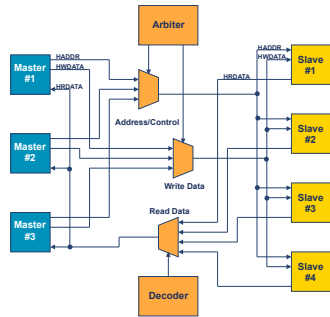 Arbiter
Master
#1
HADDR
HWDATA
HRDATA
HADDR
HWDATA
HRDATA
Slave
#1
Address/Control
Master
#2
Slave
#2
Write Data
Master
#3
Read Data
Slave
#3
Slave
#4
Decoder